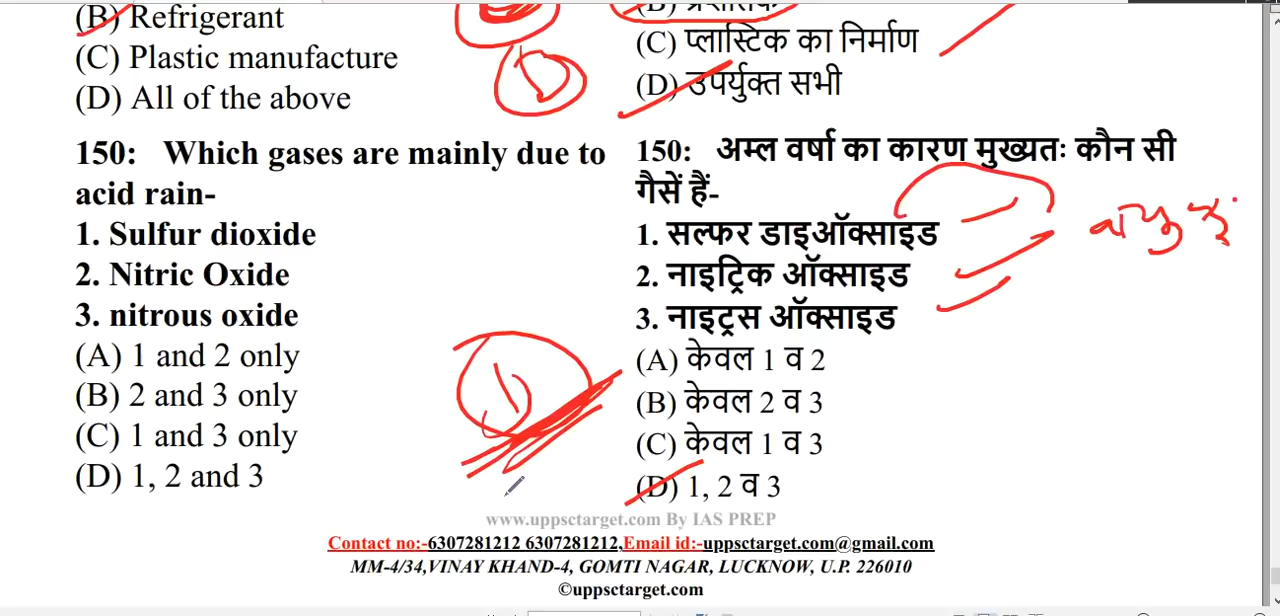 (B) Refrigerant
(C) Plastic manufacture
(D) All of the above
150: Which gases are mainly due to
acid rain-
1. Sulfur dioxide
2. Nitric Oxide
3. nitrous oxide
(A) 1 and 2 only
(B) 2 and 3 only
(C) 1 and 3 only
(D) 1, 2 and 3
D
D
(C) प्लास्टिक का निर्माण
(D) उपर्युक्त सभी
150: अम्ल वर्षा का कारण मुख्यतः कौन सी
गैसें हैं-
1. सल्फर डाइऑक्साइड
2. नाइट्रिक ऑक्साइड
3. नाइट्रस ऑक्साइड
(A) केवल 1 व 2
(B) केवल 2 व 3
(C) केवल 1 व 3
(D) 1, 2 व 3
www.uppsctarget.com By IAS PREP
Contact no:-6307281212 6307281212,Email id:-uppsctarget.com@gmail.com
MM-4/34,VINAY KHAND-4, GOMTI NAGAR, LUCKNOW, U.P. 226010
©uppsctarget.com